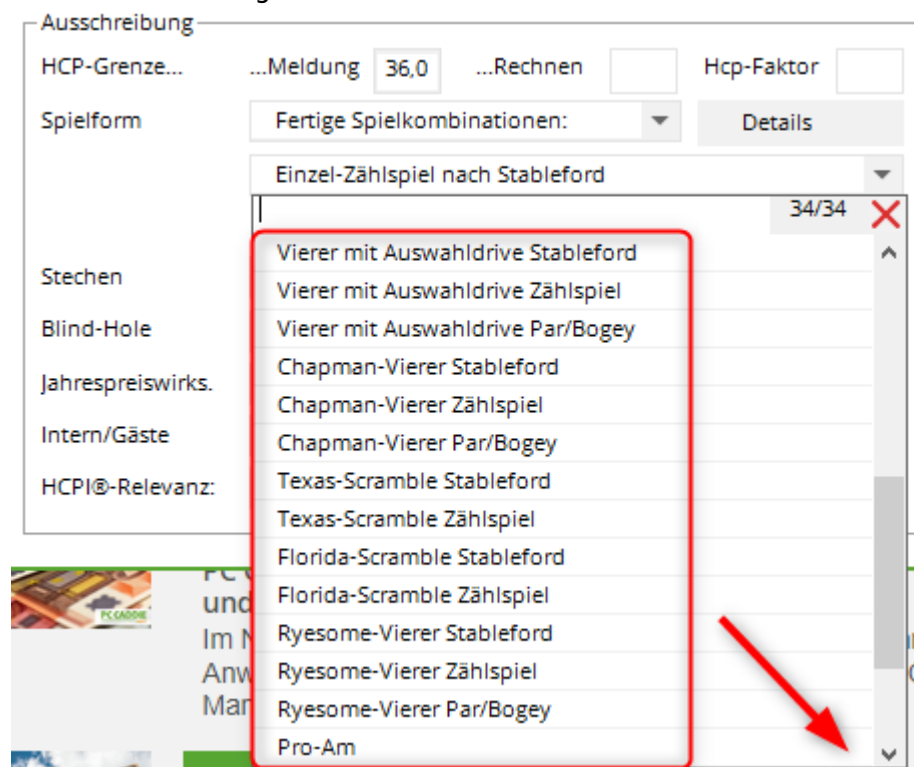 Ausschreibung
HCP-Grenze... ...Meldung 36,0 ...Rechnen Hcp-Faktor
Spielform Fertige Spielkombinationen: Details
Einzel-Zählspiel nach Stableford
34/34
Vierer mit Auswahldrive Stableford
Stechen
Vierer mit Auswahldrive Zählspiel
Blind-Hole Vierer mit Auswahldrive Par/Bogey
Chapman-Vierer Stableford
Jahrespreiswirks.
Chapman-Vierer Zählspiel
Intern/Gäste Chapman-Vierer Par/Bogey
HCPI®-Relevanz: Texas-Scramble Stableford
Texas-Scramble Zählspiel
Florida-Scramble Stableford
PC CADDIE
und Florida-Scramble Zählspiel
Im Ryesome-Vierer Stableford
Ryesome-Vierer Zählspiel
Ryesome-Vierer Par/Bogey
Pro-Am